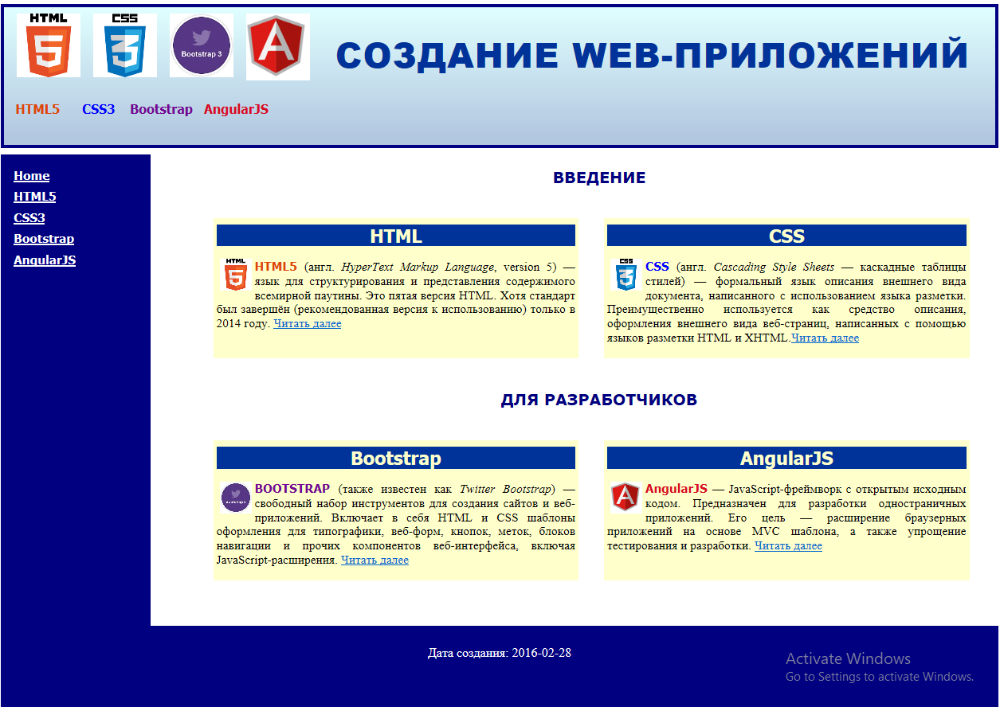 HTML
5
CSS
3
Bootstrap 3
A
СОЗДАНИЕ WEB-ПРИЛОЖЕНИЙ
HTML5 CSS3 Bootstrap AngularJS
Home
HTML5
CSS3
Bootstrap
AngularJS
ВВЕДЕНИЕ
HTML
HTML
5
HTML5 (англ. HyperText Markup Language, version 5) —
язык для структурирования и представления содержимого
всемирной паутины. Это пятая версия HTML. Хотя стандарт
был завершён (рекомендованная версия к использованию) только в
2014 году. Читать далее
CSS
CSS
3
CSS (англ. Cascading Style Sheets — каскадные таблицы
стилей) — формальный язык описания внешнего вида
документа, написанного с использованием языка разметки.
Преимущественно используется как средство описания,
оформления внешнего вида веб-страниц, написанных с помощью
языков разметки HTML и XHTML.Читать далее
ДЛЯ РАЗРАБОТЧИКОВ
Bootstrap
Bootstrap 3
BOOTSTRAP (также известен как Twitter Bootstrap) —
свободный набор инструментов для создания сайтов и веб-
приложений. Включает в себя HTML и CSS шаблоны
оформления для типографики, веб-форм, кнопок, меток, блоков
навигации и прочих компонентов веб-интерфейса, включая
JavaScript-расширения. Читать далее
AngularJS
A
AngularJS — JavaScript-фреймворк с открытым исходным
кодом. Предназначен для разработки одностраничных
приложений. Его цель — расширение браузерных
приложений на основе MVC шаблона, а также упрощение
тестирования и разработки. Читать далее
Дата создания: 2016-02-28
Activate Windows
Go to Settings to activate Windows.